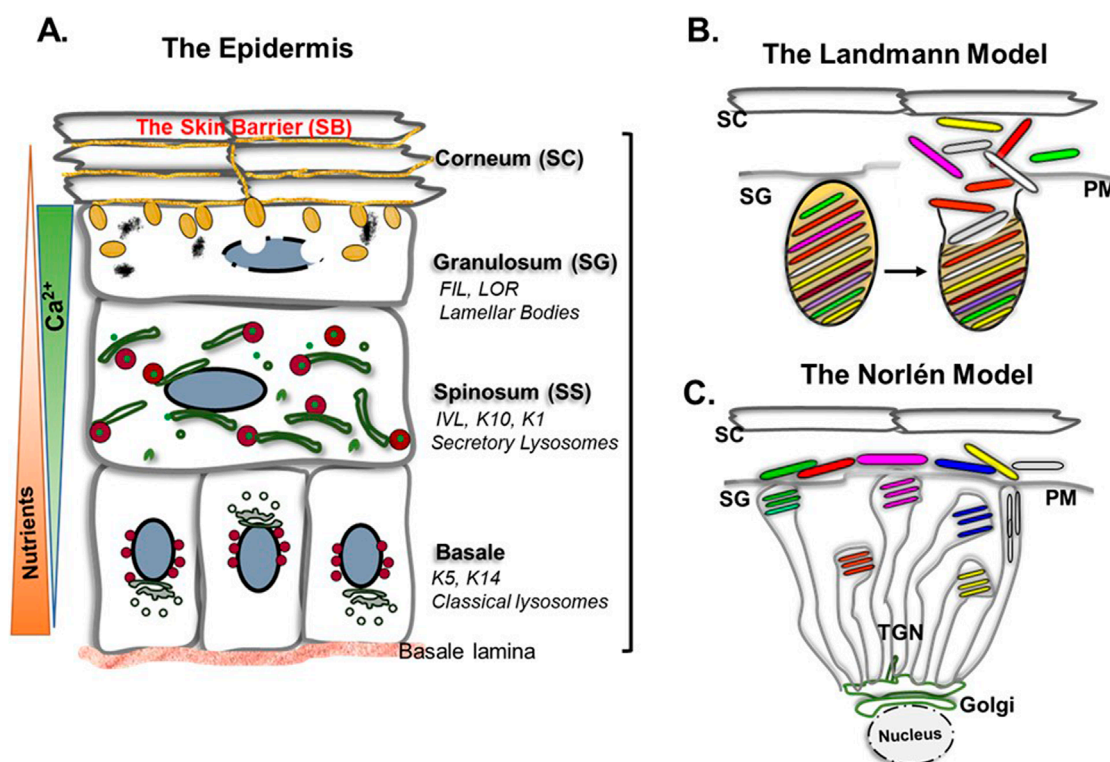 A.
The Epidermis
The Skin Barrier (SB)
Corneum (SC)
Granulosum (SG)
FIL, LOR
Lamellar Bodies
Spinosum (SS)
IVL, K10, K1
Secretory Lysosomes
Basale
K5, K14
Classical lysosomes
Basale lamina
Nutrients
Ca2+
B.
The Landmann Model
SC
SG
PM
The Norlén Model
C.
SC
SG
PM
TGN
Golgi
Nucleus